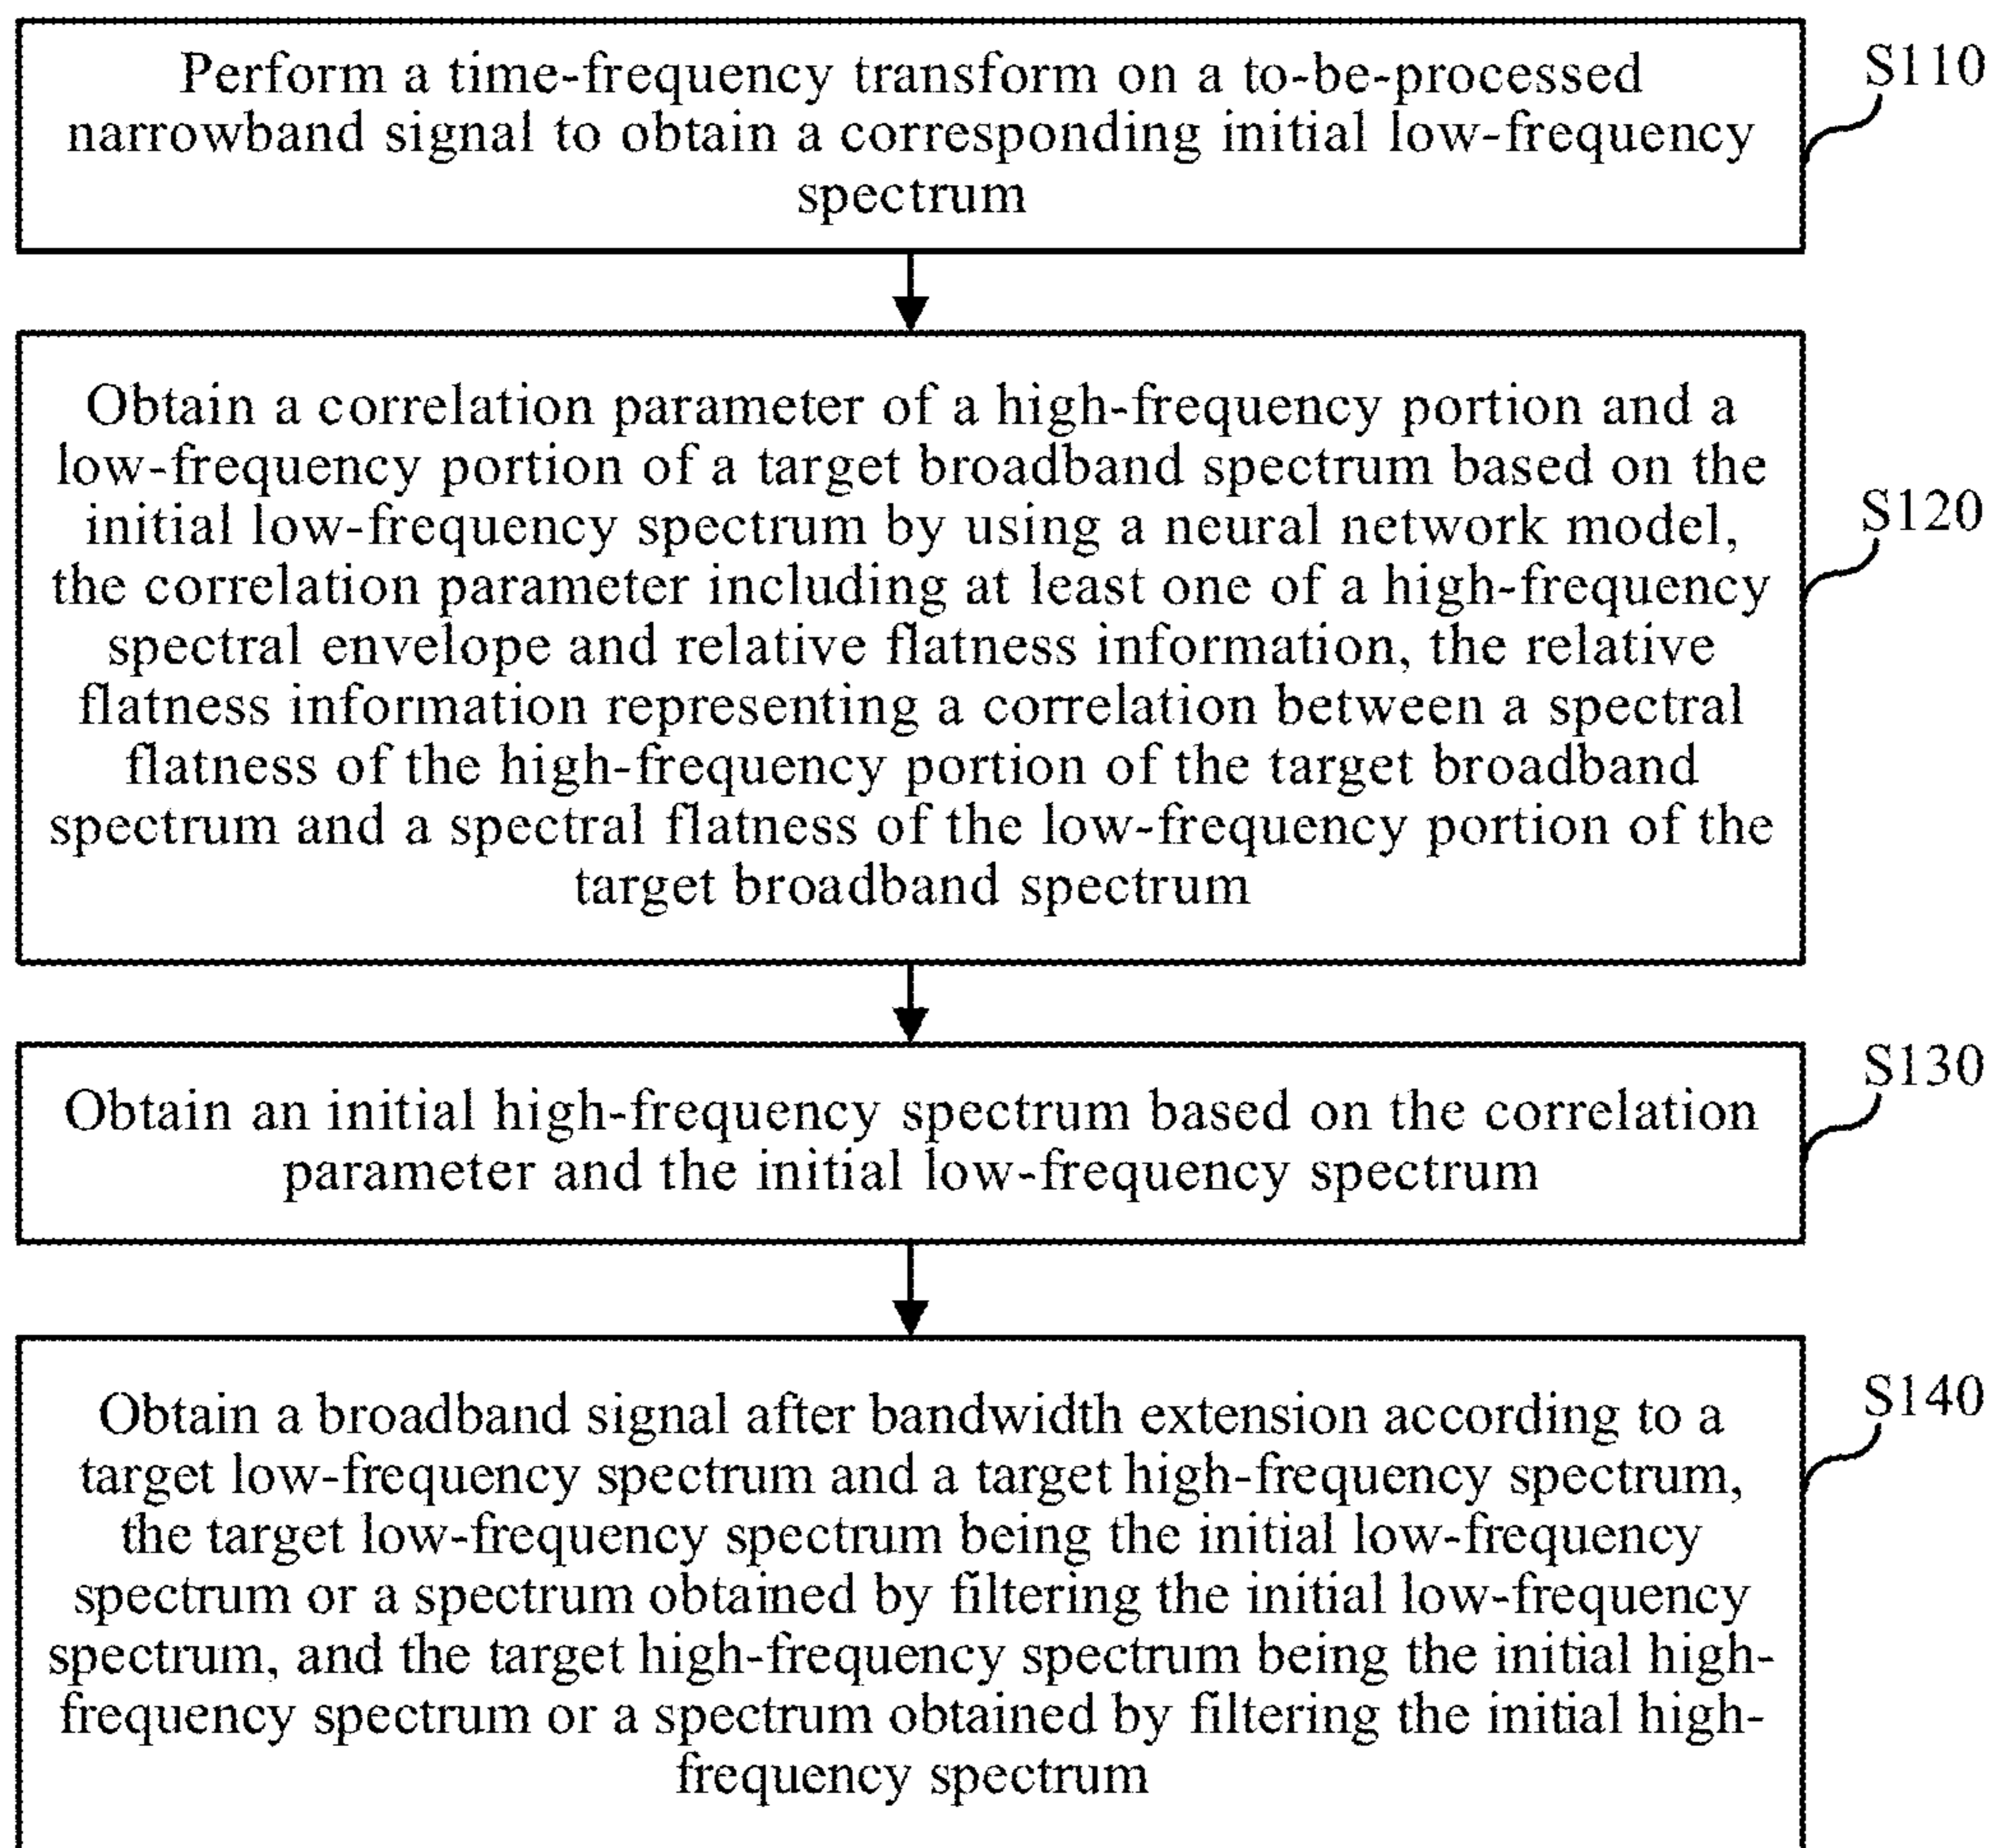 Perform a time-frequency transform on a to-be-processed
narrowband signal to obtain a corresponding initial low-frequency
spectrum
S110
Obtain a correlation parameter of a high-frequency portion and a
low-frequency portion of a target broadband spectrum based on the
initial low-frequency spectrum by using a neural network model,
the correlation parameter including at least one of a high-frequency
spectral envelope and relative flatness information, the relative
flatness information representing a correlation between a spectral
flatness of the high-frequency portion of the target broadband
spectrum and a spectral flatness of the low-frequency portion of the
target broadband spectrum
S120
Obtain an initial high-frequency spectrum based on the correlation
parameter and the initial low-frequency spectrum
S130
Obtain a broadband signal after bandwidth extension according to a
target low-frequency spectrum and a target high-frequency spectrum,
the target low-frequency spectrum being the initial low-frequency
spectrum or a spectrum obtained by filtering the initial low-frequency
spectrum, and the target high-frequency spectrum being the initial high-
frequency spectrum or a spectrum obtained by filtering the initial high-
frequency spectrum
S140